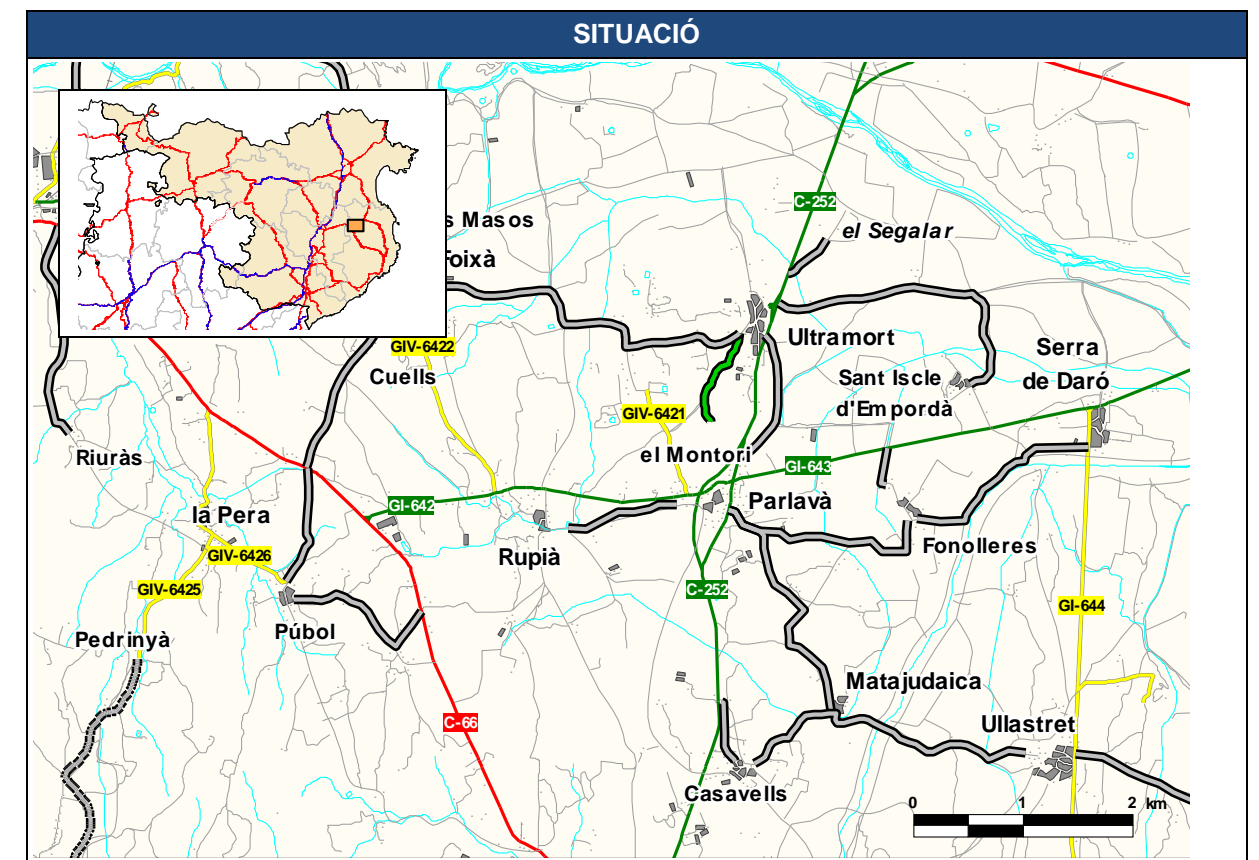 SITUACIÓ
C-252
el Segalar
s Masos
Foixà
Ultramort
Serra
de Daró
GIV-6422
Cuells
Sant Iscle
d'Empordà
GIV-6421
el Montori
GI-643
Riuràs
GI-642
Parlavà
la Pera
Rupià
Fonolleres
GIV-6426
GIV-6425
C-252
GI-644
Pedrinyà
Púbol
Matajudaica
C-66
Ullastret
Casavells
0 1 2 km